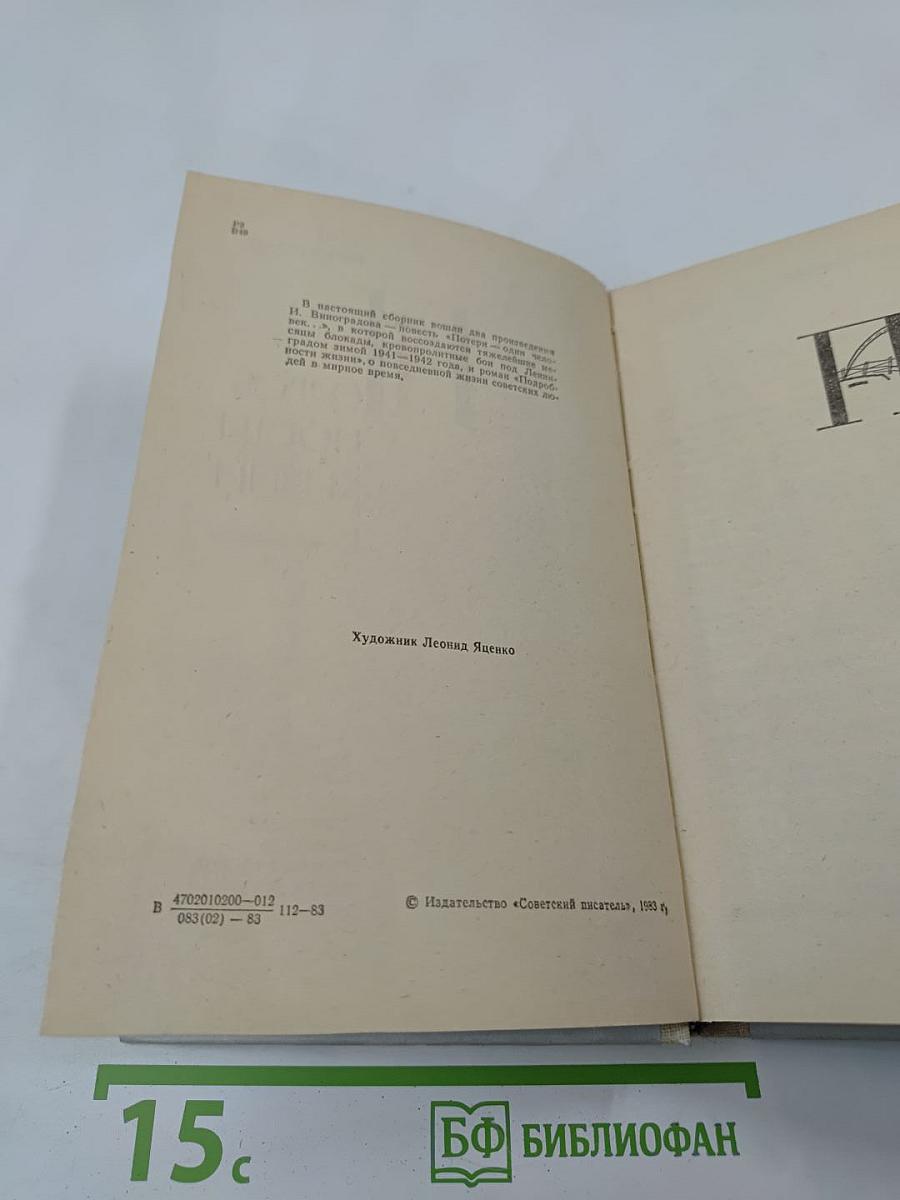 Р2
В49
В настоящий сборник вошли два произведения
И. Виноградова — повесть «Потери — один чело-
век. . .», в которой воссоздаются тяжелейшие ме-
сяцы блокады, кровопролитные бои под Ленин-
градом зимой 1941—1942 года, и роман «Подроб-
ности жизни», о повседневной жизни советских лю-
дей в мирное время.
Художник Леонид Яценко
В 4702010200—012
083(02) — 83 112—83
© Издательство «Советский писатель», 1983 г.
П
15 с
БФ БИБЛИОФАН